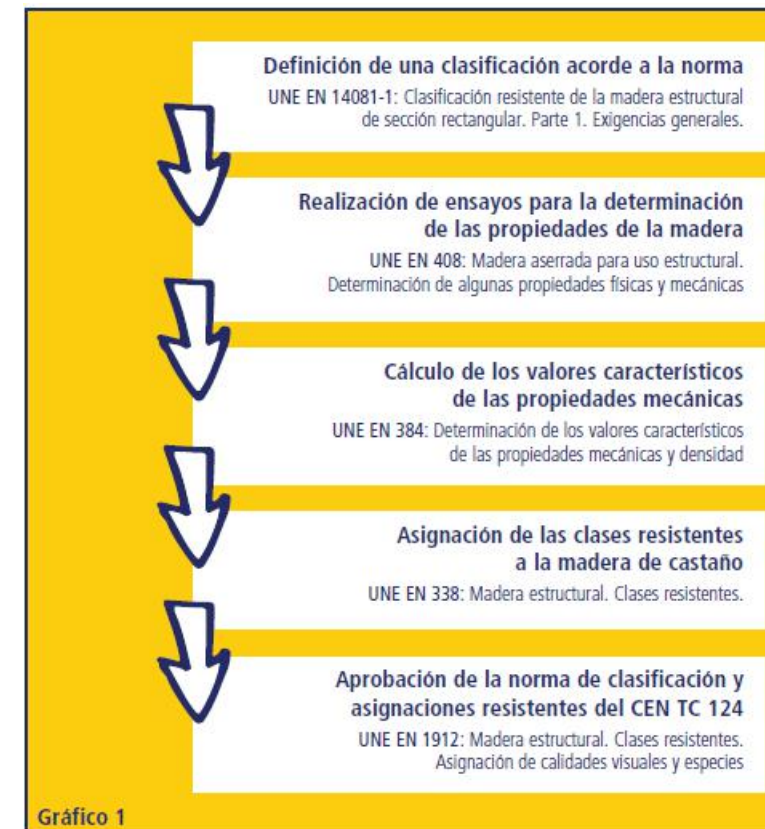 Definición de una clasificación acorde a la norma
UNE EN 14081-1: Clasificación resistente de la madera estructural
de sección rectangular. Parte 1. Exigencias generales.
Realización de ensayos para la determinación
de las propiedades de la madera
UNE EN 408: Madera aserrada para uso estructural.
Determinación de algunas propiedades físicas y mecánicas
Cálculo de los valores característicos
de las propiedades mecánicas
UNE EN 384: Determinación de los valores característicos
de las propiedades mecánicas y densidad
Asignación de las clases resistentes
a la madera de castaño
UNE EN 338: Madera estructural. Clases resistentes.
Aprobación de la norma de clasificación y
asignaciones resistentes del CEN TC 124
UNE EN 1912: Madera estructural. Clases resistentes.
Asignación de calidades visuales y especies
Gráfico 1